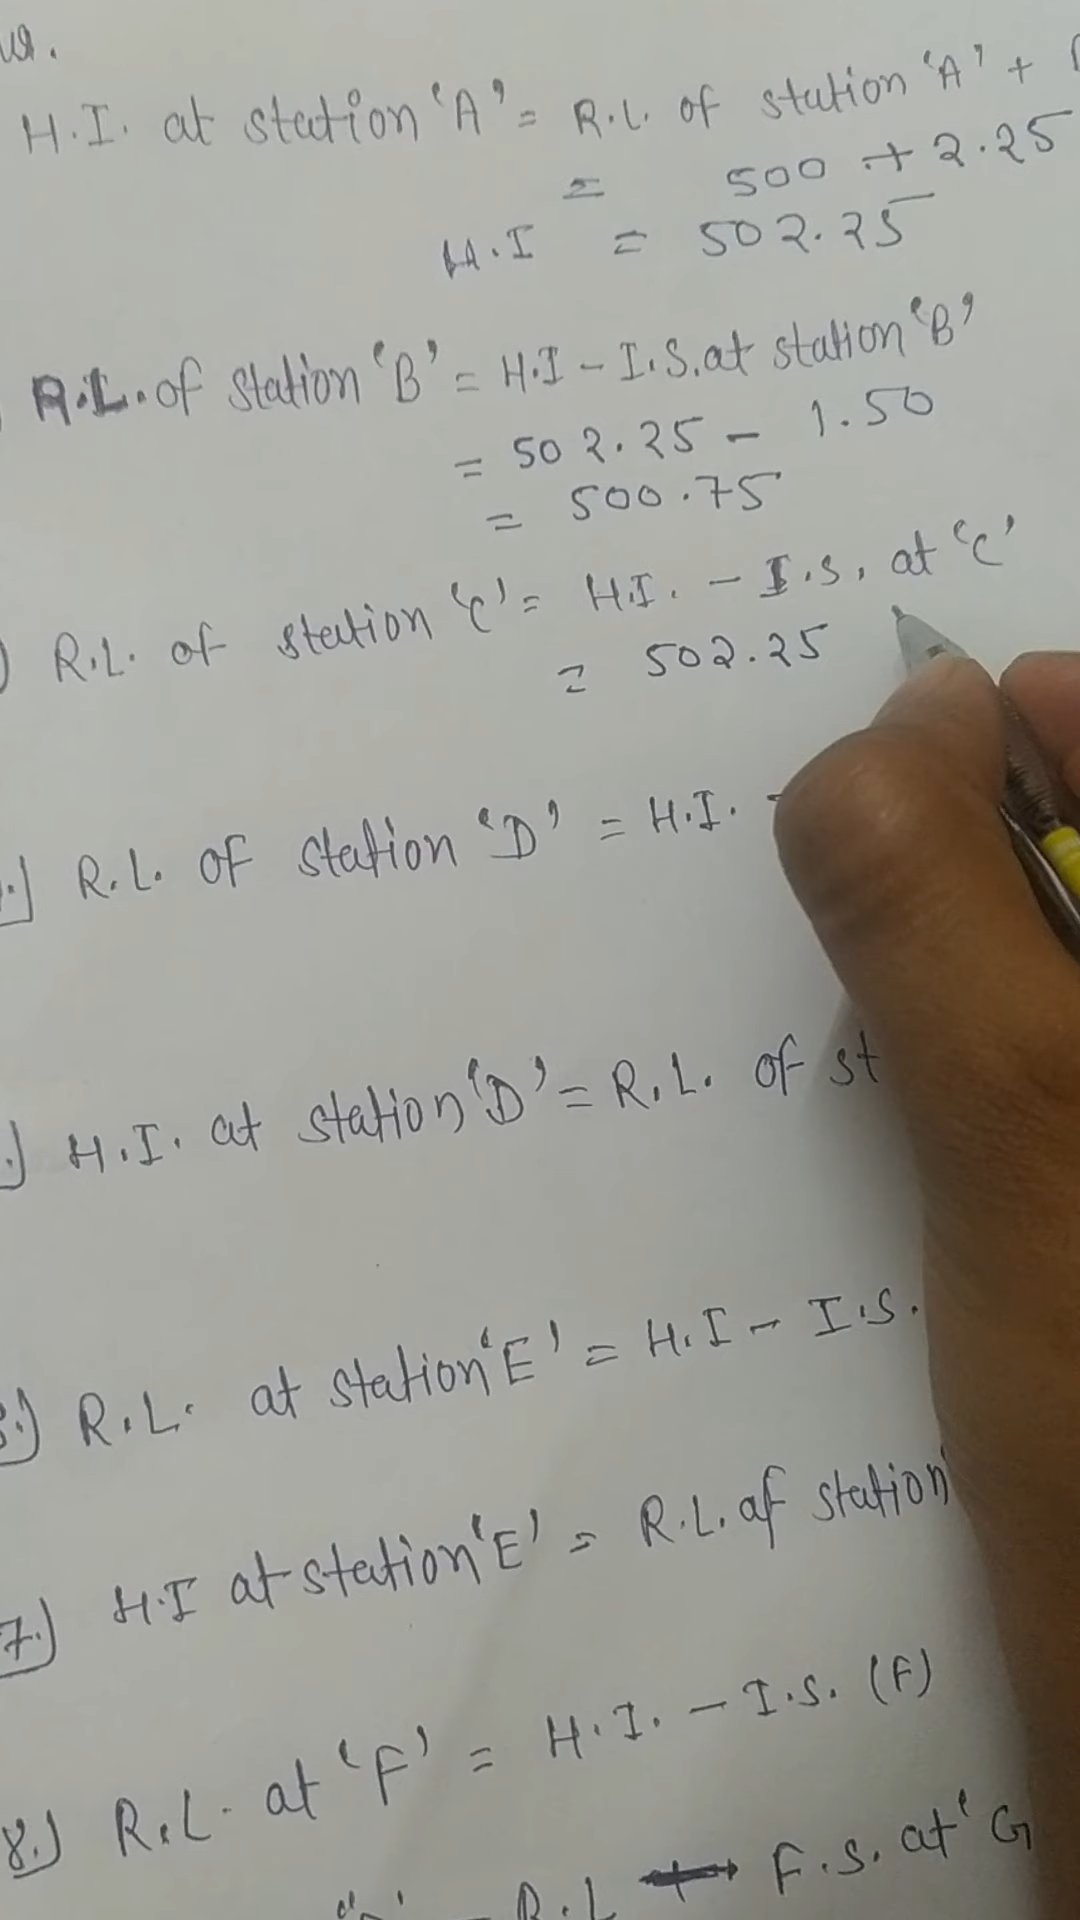 H.I. at station 'A' = R.L. of station 'A' +
= 500 + 2.25
H.I = 502.25
R.L. of station 'B' = H.I - I.S. at station 'B'
= 502.25 - 1.50
= 500.75
R.L. of station 'C' = H.I. - I.S. at 'C'
= 502.25
R.L. of station 'D' = H.I. -
H.I. at station 'D' = R.L. of st
R.L. at station 'E' = H.I - I.S.
7.) H.I at station 'E' = R.L. of station
8.) R.L. at 'F' = H.I. - I.S. (F)
R.L F.S. at 'G